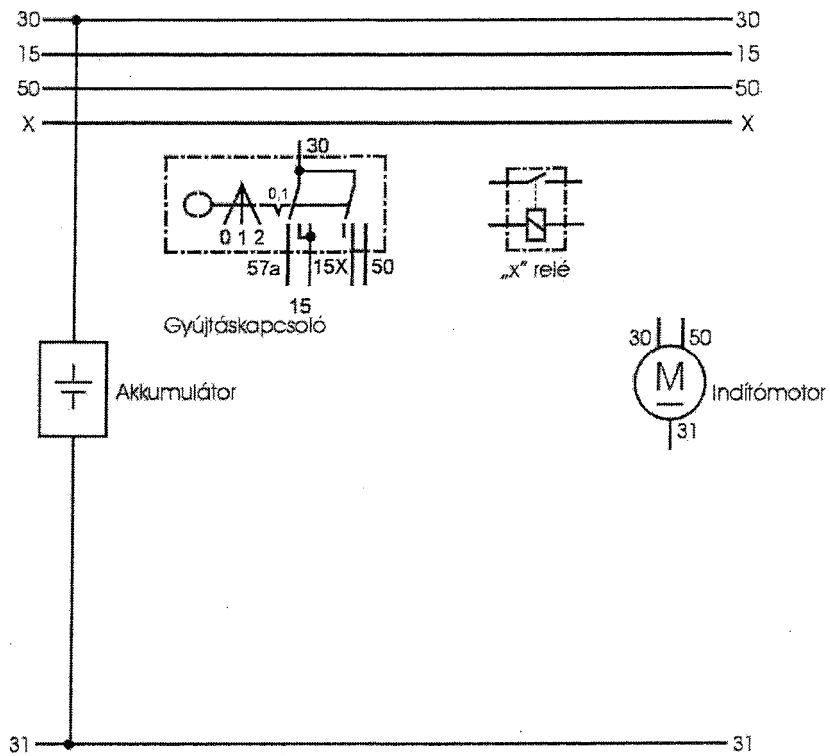 30 30
15 15
50 50
X X
30
0,1
0 1 2
57a 15X 50
15
Gyújtáskapcsoló
„x” relé
30 50
M
Akkumulátor
Indítómotor
31
31 31